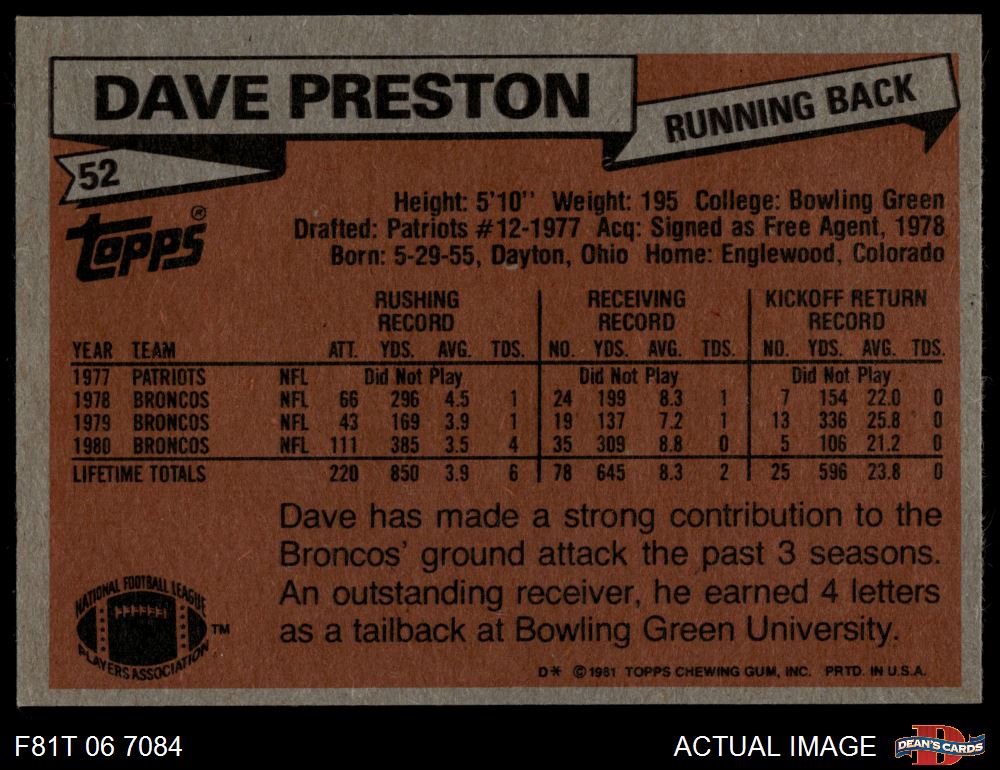 DAVE PRESTON
RUNNING BACK
52
Topps®
Height: 5'10" Weight: 195 College: Bowling Green
Drafted: Patriots #12-1977 Acq: Signed as Free Agent, 1978
Born: 5-29-55, Dayton, Ohio Home: Englewood, Colorado
RUSHING RECORD RECEIVING RECORD KICKOFF RETURN RECORD
YEAR TEAM ATT. YDS. AVG. TDS. NO. YDS. AVG. TDS. NO. YDS. AVG. TDS.
1977 PATRIOTS NFL Did Not Play Did Not Play Did Not Play
1978 BRONCOS NFL 66 296 4.5 1 24 199 8.3 1 7 154 22.0 0
1979 BRONCOS NFL 43 169 3.9 1 19 137 7.2 1 13 336 25.8 0
1980 BRONCOS NFL 111 385 3.5 4 35 309 8.8 0 5 106 21.2 0
LIFETIME TOTALS 220 850 3.9 6 78 645 8.3 2 25 596 23.8 0
Dave has made a strong contribution to the
Broncos' ground attack the past 3 seasons.
An outstanding receiver, he earned 4 letters
as a tailback at Bowling Green University.
NATIONAL FOOTBALL LEAGUE
PLAYERS ASSOCIATION
TM
D* © 1981 TOPPS CHEWING GUM, INC. PRTD. IN U.S.A.
F81T 06 7084
ACTUAL IMAGE
D
DEAN'S CARDS